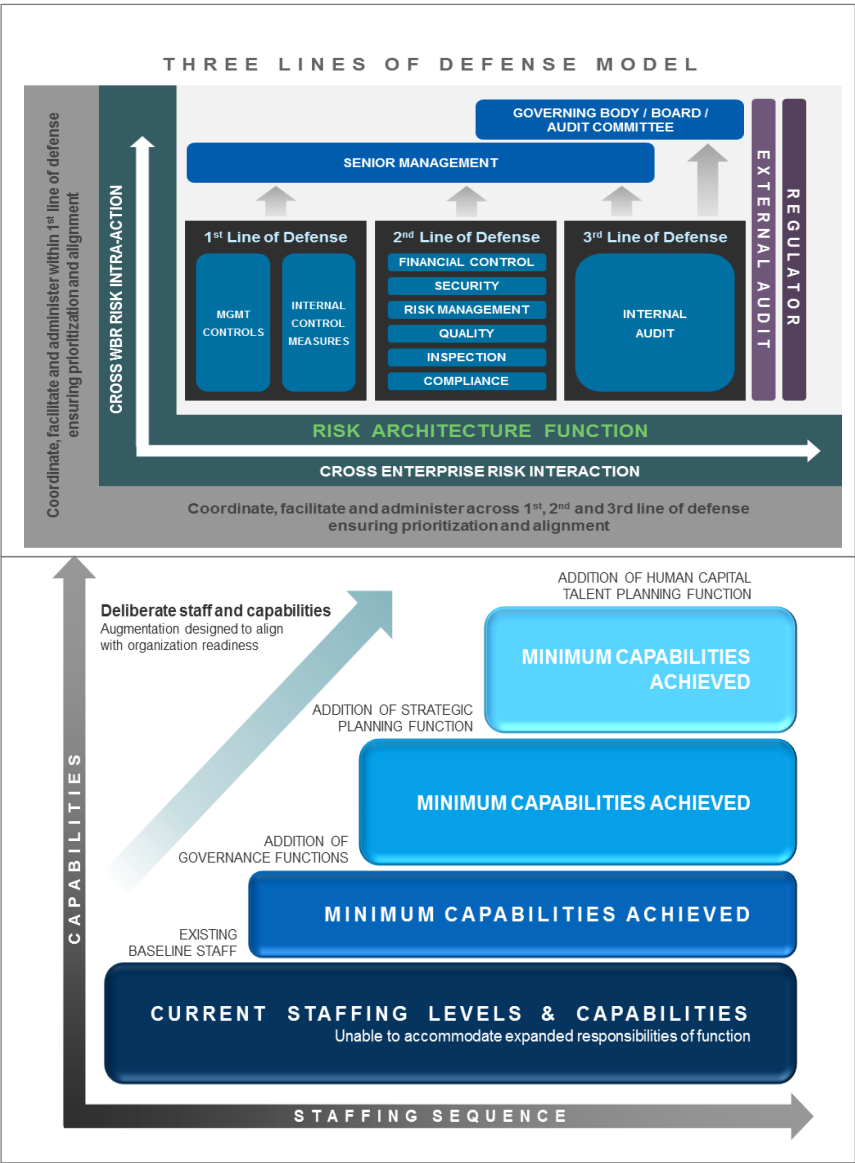 THREE LINES OF DEFENSE MODEL
Coordinate, facilitate and administer within 1st line of defense
ensuring prioritization and alignment
CROSS WBR RISK INTRA-ACTION
GOVERNING BODY / BOARD /
AUDIT COMMITTEE
SENIOR MANAGEMENT
1st Line of Defense
MGMT
CONTROLS
INTERNAL
CONTROL
MEASURES
2nd Line of Defense
FINANCIAL CONTROL
SECURITY
RISK MANAGEMENT
QUALITY
INSPECTION
COMPLIANCE
3rd Line of Defense
INTERNAL
AUDIT
EXTERNAL AUDIT
REGULATOR
RISK ARCHITECTURE FUNCTION
CROSS ENTERPRISE RISK INTERACTION
Coordinate, facilitate and administer across 1st, 2nd and 3rd line of defense
ensuring prioritization and alignment
CAPABILITIES
Deliberate staff and capabilities
Augmentation designed to align
with organization readiness
ADDITION OF HUMAN CAPITAL
TALENT PLANNING FUNCTION
MINIMUM CAPABILITIES
ACHIEVED
ADDITION OF STRATEGIC
PLANNING FUNCTION
MINIMUM CAPABILITIES ACHIEVED
ADDITION OF
GOVERNANCE FUNCTIONS
MINIMUM CAPABILITIES ACHIEVED
EXISTING
BASELINE STAFF
CURRENT STAFFING LEVELS & CAPABILITIES
Unable to accommodate expanded responsibilities of function
STAFFING SEQUENCE